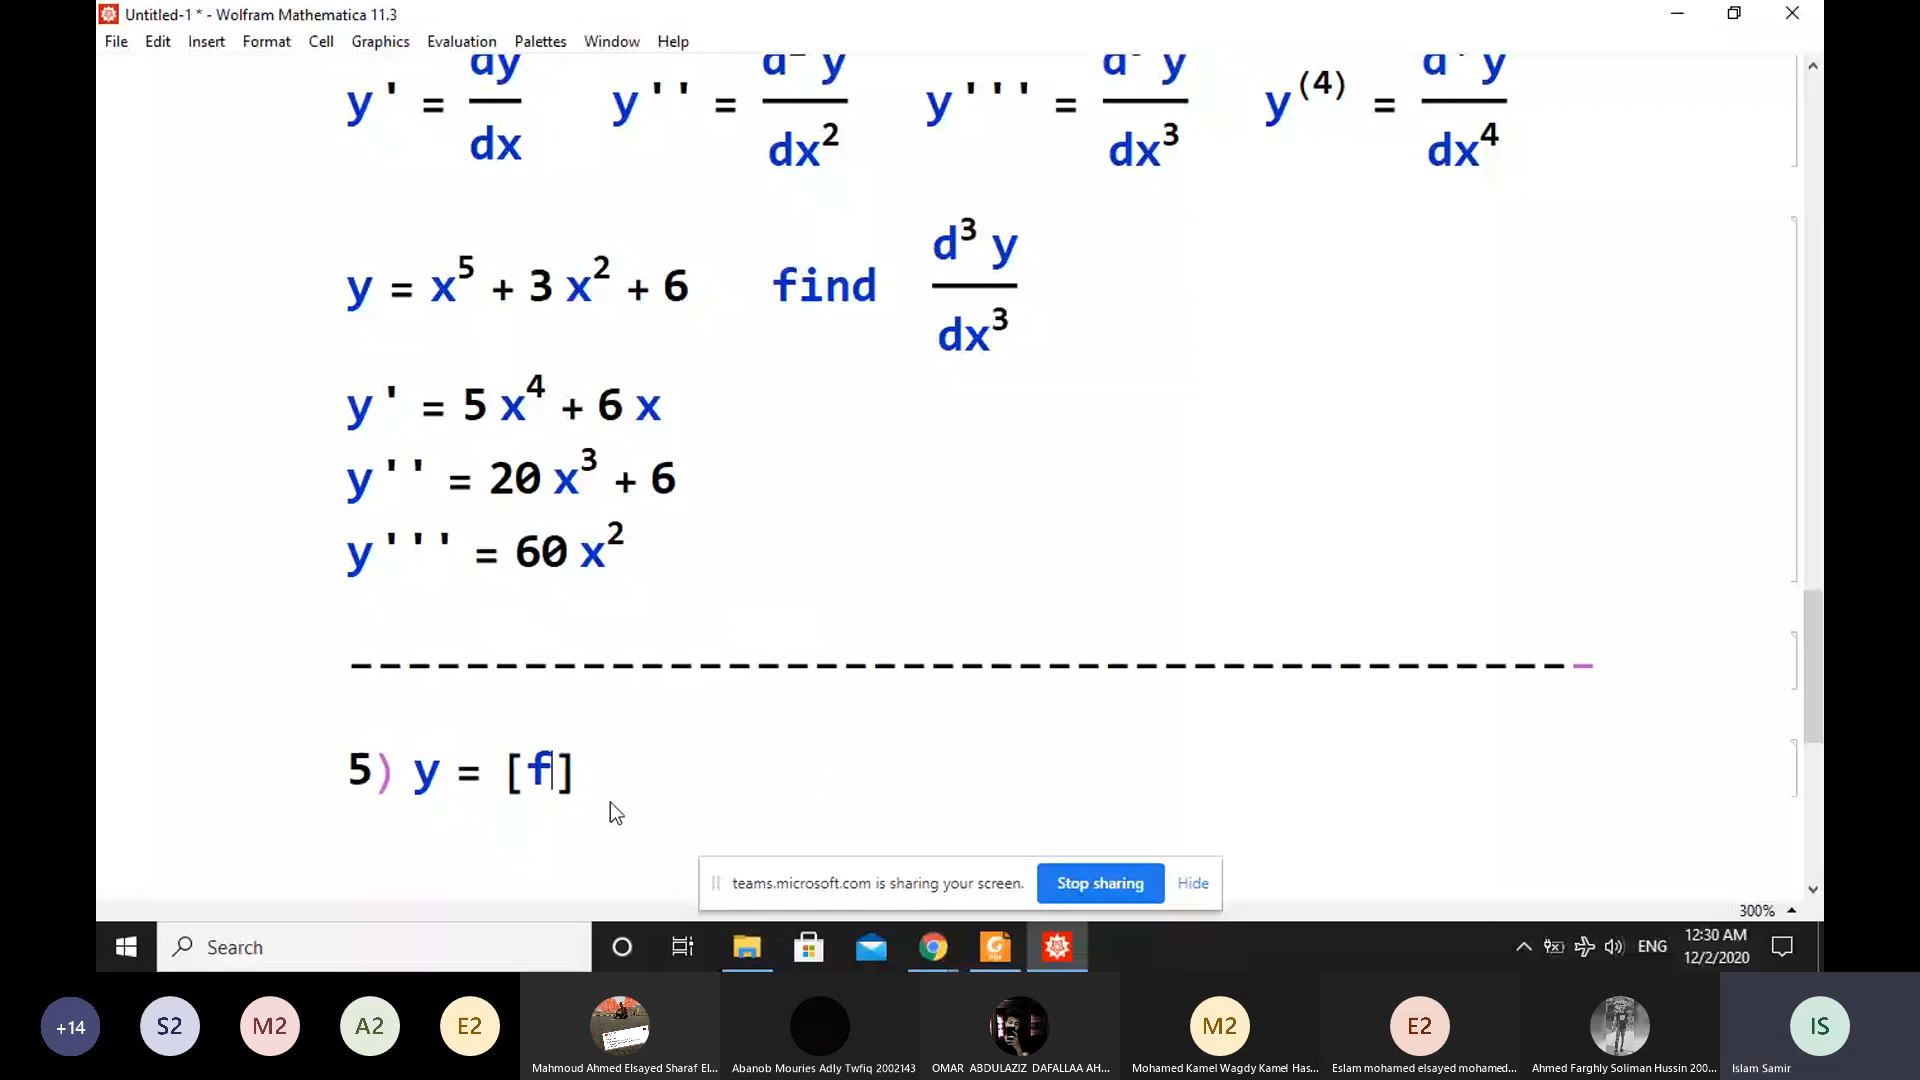 Untitled-1 * - Wolfram Mathematica 11.3
File Edit Insert Format Cell Graphics Evaluation Palettes Window Help
y' = dy/dx y'' = d² y/dx² y''' = d³ y/dx³ y⁽⁴⁾ = d⁴ y/dx⁴
y = x⁵ + 3 x² + 6 find d³ y/dx³
y' = 5 x⁴ + 6 x
y'' = 20 x³ + 6
y''' = 60 x²
-------------------------------------------
5) y = [f]
teams.microsoft.com is sharing your screen. Stop sharing Hide
300%
Search
ENG
12:30 AM
12/2/2020
+14 S2 M2 A2 E2 M2 E2 IS
Mahmoud Ahmed Elsayed Sharaf El... Abanob Mouries Adly Twfiq 2002143 OMAR ABDULAZIZ DAFALLAA AH... Mohamed Kamel Wagdy Kamel Has... Eslam mohamed elsayed mohamed... Ahmed Farghly Soliman Hussin 200... Islam Samir